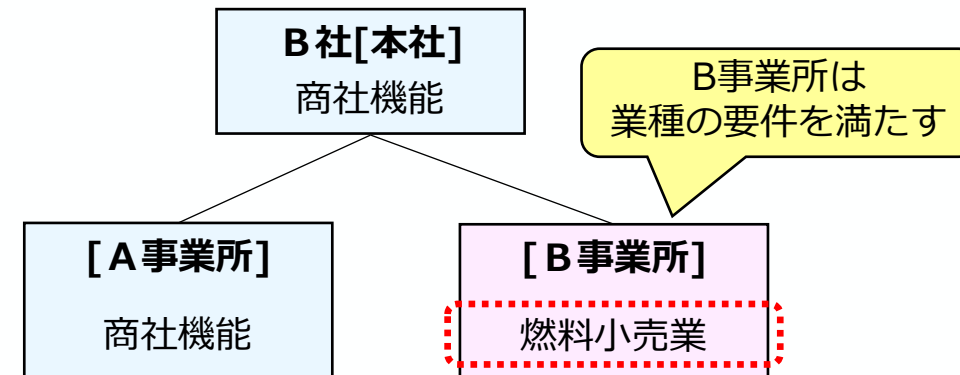 B社[本社]
商社機能
B事業所は
業種の要件を満たす
[A事業所]
商社機能
[B事業所]
燃料小売業